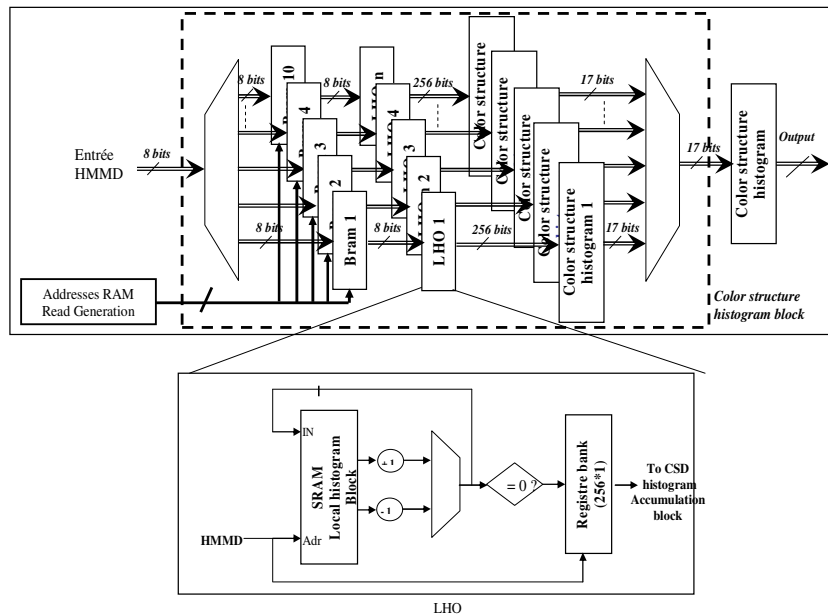 8 bits
8 bits
256 bits
17 bits
10
LHO n
Color structure
4
LHO 4
Color structure
3
LHO 3
Color structure
2
2
Color structure
Bram 1
LHO 1
Color structure
histogram 1
8 bits
8 bits
256 bits
17 bits
Entrée
HMMD
8 bits
17 bits
Color structure
histogram
Output
Addresses RAM
Read Generation
Color structure
histogram block
IN
SRAM
Local histogram
Block
Adr
HMMD
+1
-1
= 0 ?
Registre bank
(256*1)
To CSD
histogram
Accumulation
block
LHO